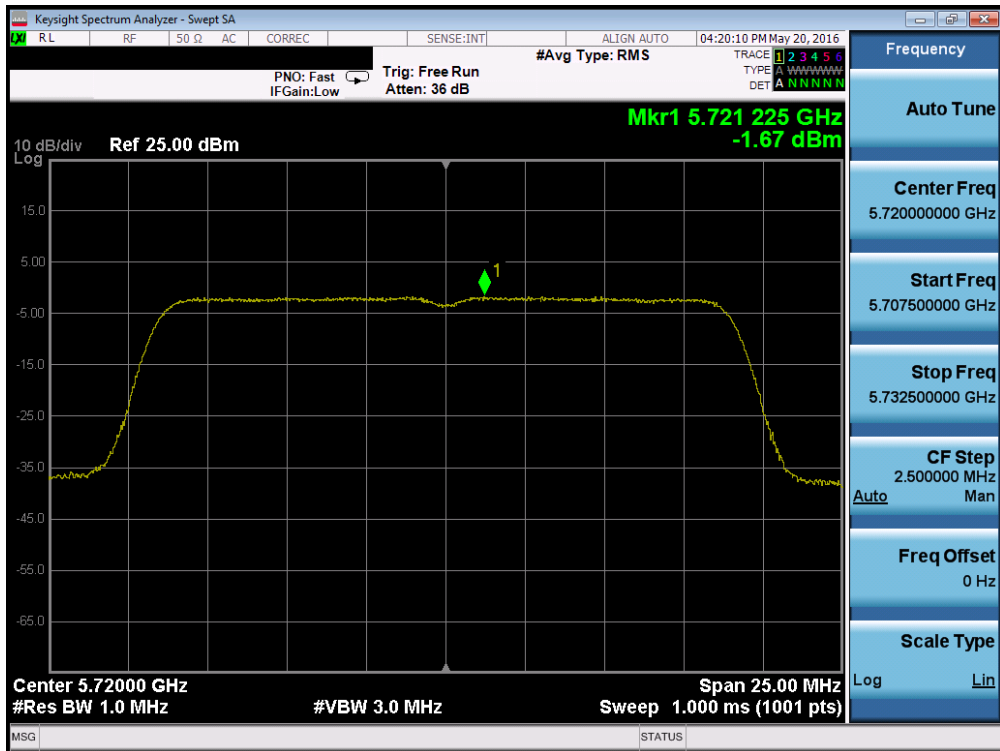 Keysight Spectrum Analyzer - Swept SA
LXI RL RF 50 Ω AC CORREC SENSE:INT ALIGN AUTO 04:20:10 PM May 20, 2016
#Avg Type: RMS TRACE 1 2 3 4 5 6
PNO: Fast Trig: Free Run TYPE A WWWWW
IFGain:Low Atten: 36 dB DET A N N N N N
Mkr1 5.721 225 GHz
-1.67 dBm
10 dB/div Ref 25.00 dBm
Log
15.0
5.00
1
-5.00
-15.0
-25.0
-35.0
-45.0
-55.0
-65.0
Center 5.72000 GHz Span 25.00 MHz
#Res BW 1.0 MHz #VBW 3.0 MHz Sweep 1.000 ms (1001 pts)
MSG STATUS
Frequency
Auto Tune
Center Freq
5.720000000 GHz
Start Freq
5.707500000 GHz
Stop Freq
5.732500000 GHz
CF Step
2.500000 MHz
Auto Man
Freq Offset
0 Hz
Scale Type
Log Lin